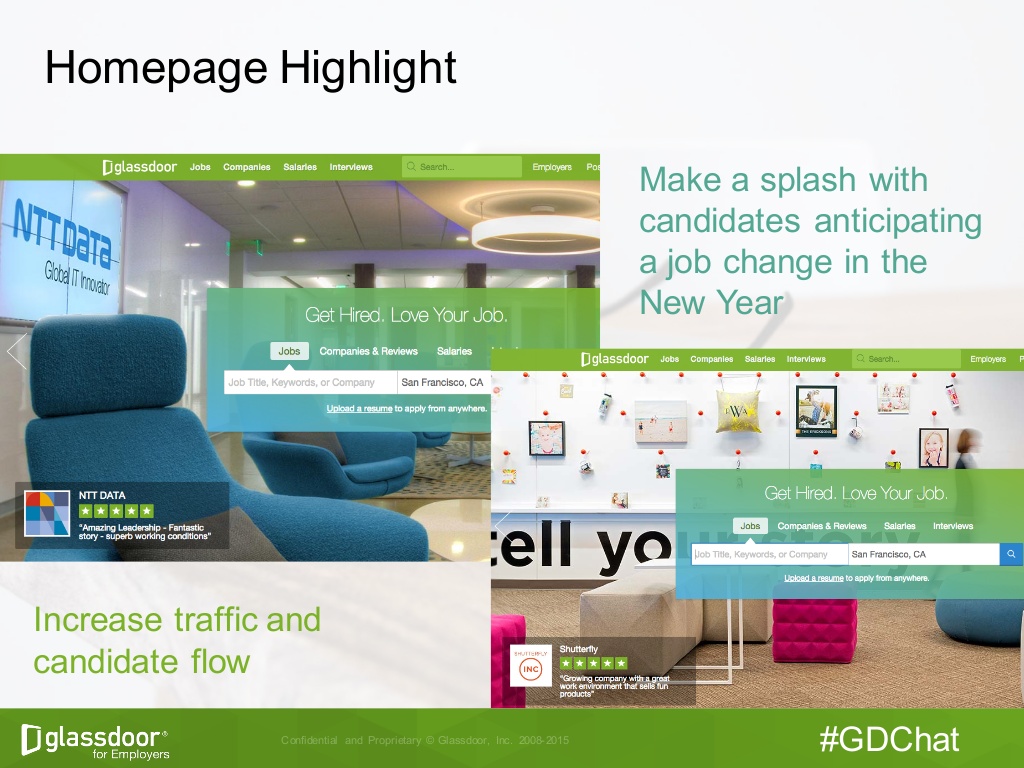 Homepage Highlight
glassdoor Jobs Companies Salaries Interviews Search... Employers Pos
NTT DATA
Global IT Innovator
Get Hired. Love Your Job.
Jobs Companies & Reviews Salaries
Job Title, Keywords, or Company San Francisco, CA
Upload a resume to apply from anywhere.
NTT DATA
"Amazing Leadership - Fantastic
story - superb working conditions"
Make a splash with
candidates anticipating
a job change in the
New Year
glassdoor Jobs Companies Salaries Interviews Search... Employers P
Get Hired. Love Your Job.
Jobs Companies & Reviews Salaries Interviews
Job Title, Keywords, or Company San Francisco, CA
Upload a resume to apply from anywhere.
tell your story
SHUTTERFLY
INC
Shutterfly
"Growing company with a great
work environment that sells fun
products"
Increase traffic and
candidate flow
glassdoor®
for Employers
Confidential and Proprietary © Glassdoor, Inc. 2008-2015
#GDChat